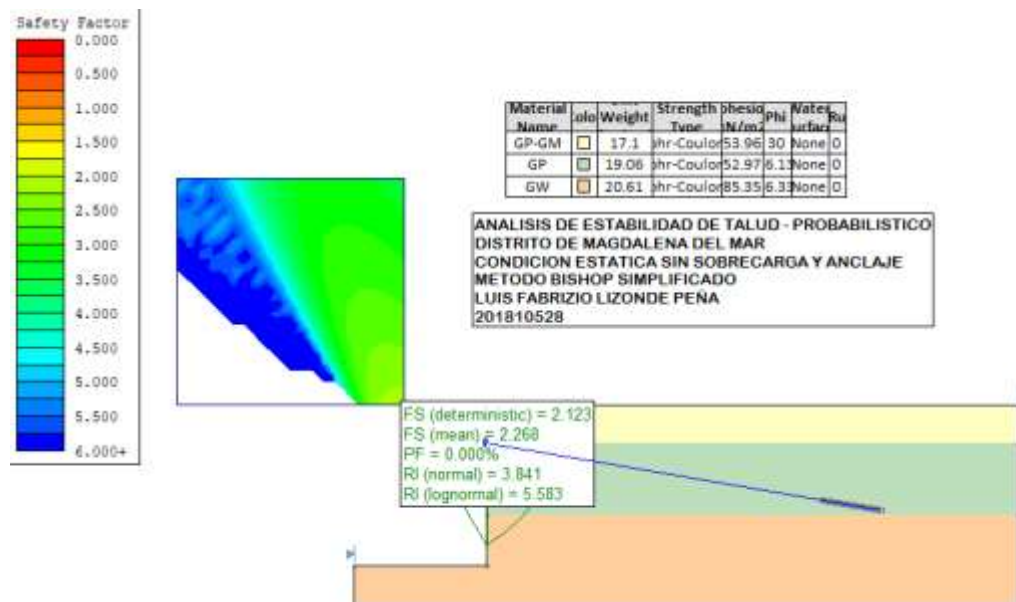 Safety Factor
0.000
0.500
1.000
1.500
2.000
2.500
3.000
3.500
4.000
4.500
5.000
5.500
6.000+
Material Name Weight Strength Type Phi Ru
GP-GM 17.1 53.96 30 None 0
GP 19.06 52.97 None 0
GW 20.61 85.35 None 0
ANALISIS DE ESTABILIDAD DE TALUD - PROBABILISTICO
DISTRITO DE MAGDALENA DEL MAR
CONDICION ESTATICA SIN SOBRECARGA Y ANCLAJE
METODO BISHOP SIMPLIFICADO
LUIS FABRIZIO LIZONDE PEÑA
201810528
FS (deterministic) = 2.123
FS (mean) = 2.268
PF = 0.000%
RI (normal) = 3.841
RI (lognormal) = 5.583